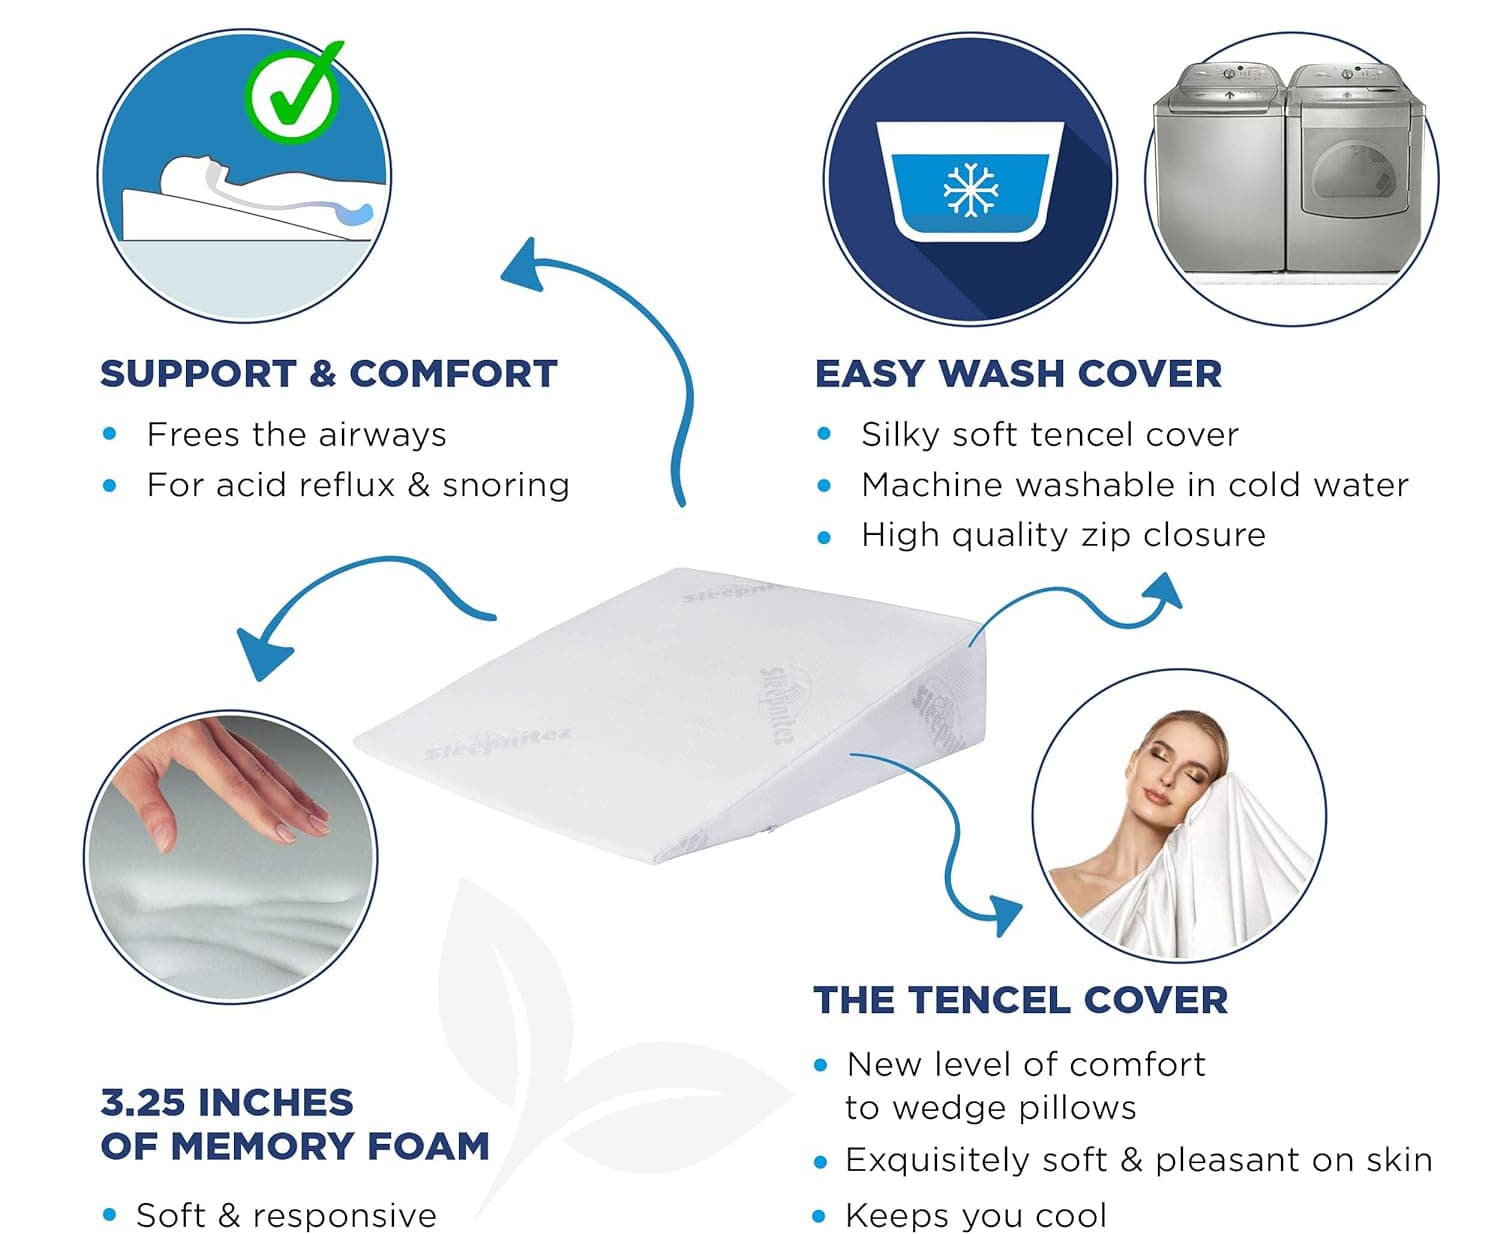 SUPPORT & COMFORT
• Frees the airways
• For acid reflux & snoring
EASY WASH COVER
• Silky soft tencel cover
• Machine washable in cold water
• High quality zip closure
Sleepnitez
Sleepnitez
Sleepnitez
3.25 INCHES
OF MEMORY FOAM
• Soft & responsive
THE TENCEL COVER
• New level of comfort
to wedge pillows
• Exquisitely soft & pleasant on skin
• Keeps you cool